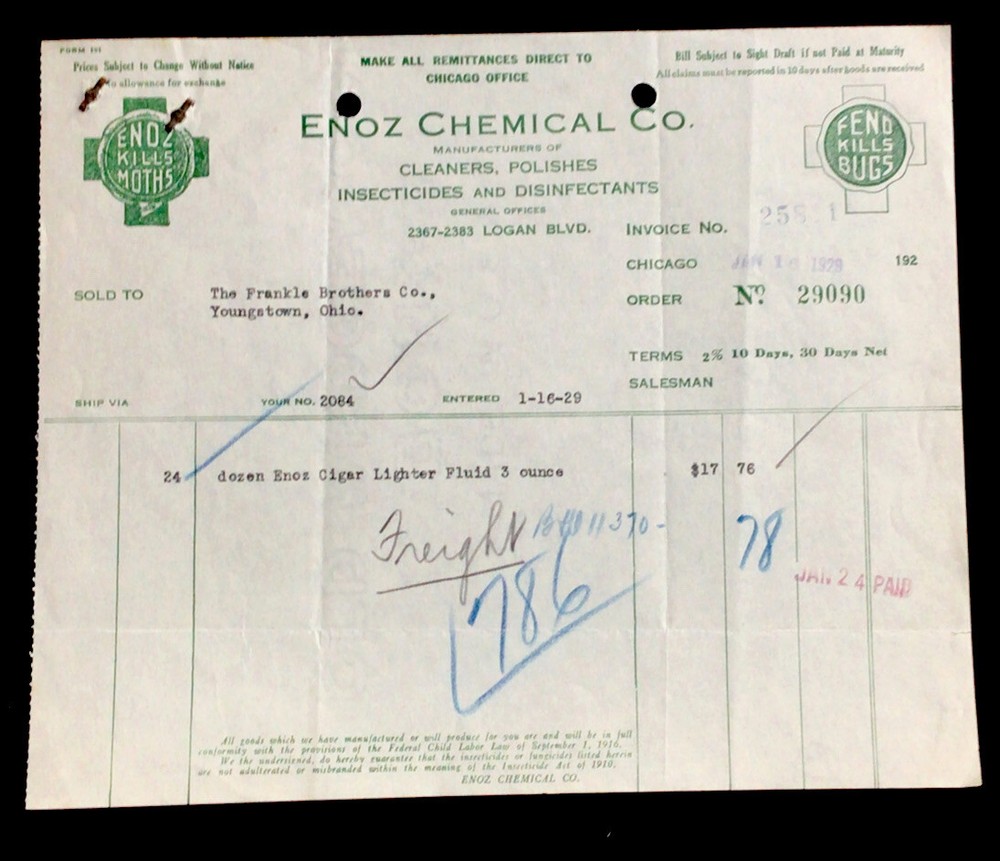 FORM 111
Prices Subject to Change Without Notice
No allowance for exchange
MAKE ALL REMITTANCES DIRECT TO
CHICAGO OFFICE
Bill Subject to Sight Draft if not Paid at Maturity
All claims must be reported in 10 days after goods are received
ENOZ
KILLS
MOTHS
ENOZ CHEMICAL CO.
MANUFACTURERS OF
CLEANERS, POLISHES
INSECTICIDES AND DISINFECTANTS
GENERAL OFFICES
2367-2383 LOGAN BLVD.
FEND
KILLS
BUGS
INVOICE NO.
CHICAGO JAN 16 1929 192
SOLD TO The Frankle Brothers Co.,
Youngstown, Ohio.
ORDER No. 29090
TERMS 2% 10 Days, 30 Days Net
SALESMAN
SHIP VIA YOUR NO. 2084 ENTERED 1-16-29
24 dozen Enoz Cigar Lighter Fluid 3 ounce $17 76
Freight 78
JAN. 24 PAID
786
All goods which we have manufactured or will produce for you are and will be in full
conformity with the provisions of the Federal Child Labor Law of September 1, 1916.
We the undersigned, do hereby guarantee that the insecticides or fungicides listed herein
are not adulterated or misbranded within the meaning of the Insecticide Act of 1910.
ENOZ CHEMICAL CO.